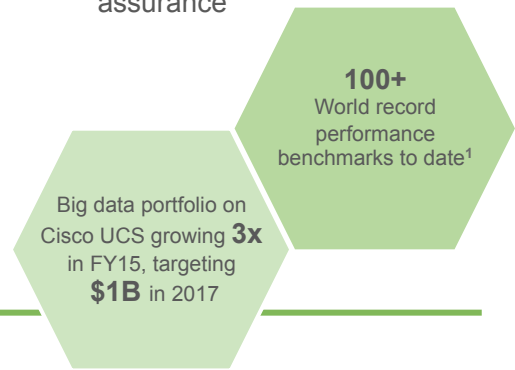 assurance
100+
World record
performance
benchmarks to date¹
Big data portfolio on
Cisco UCS growing 3x
in FY15, targeting
$1B in 2017